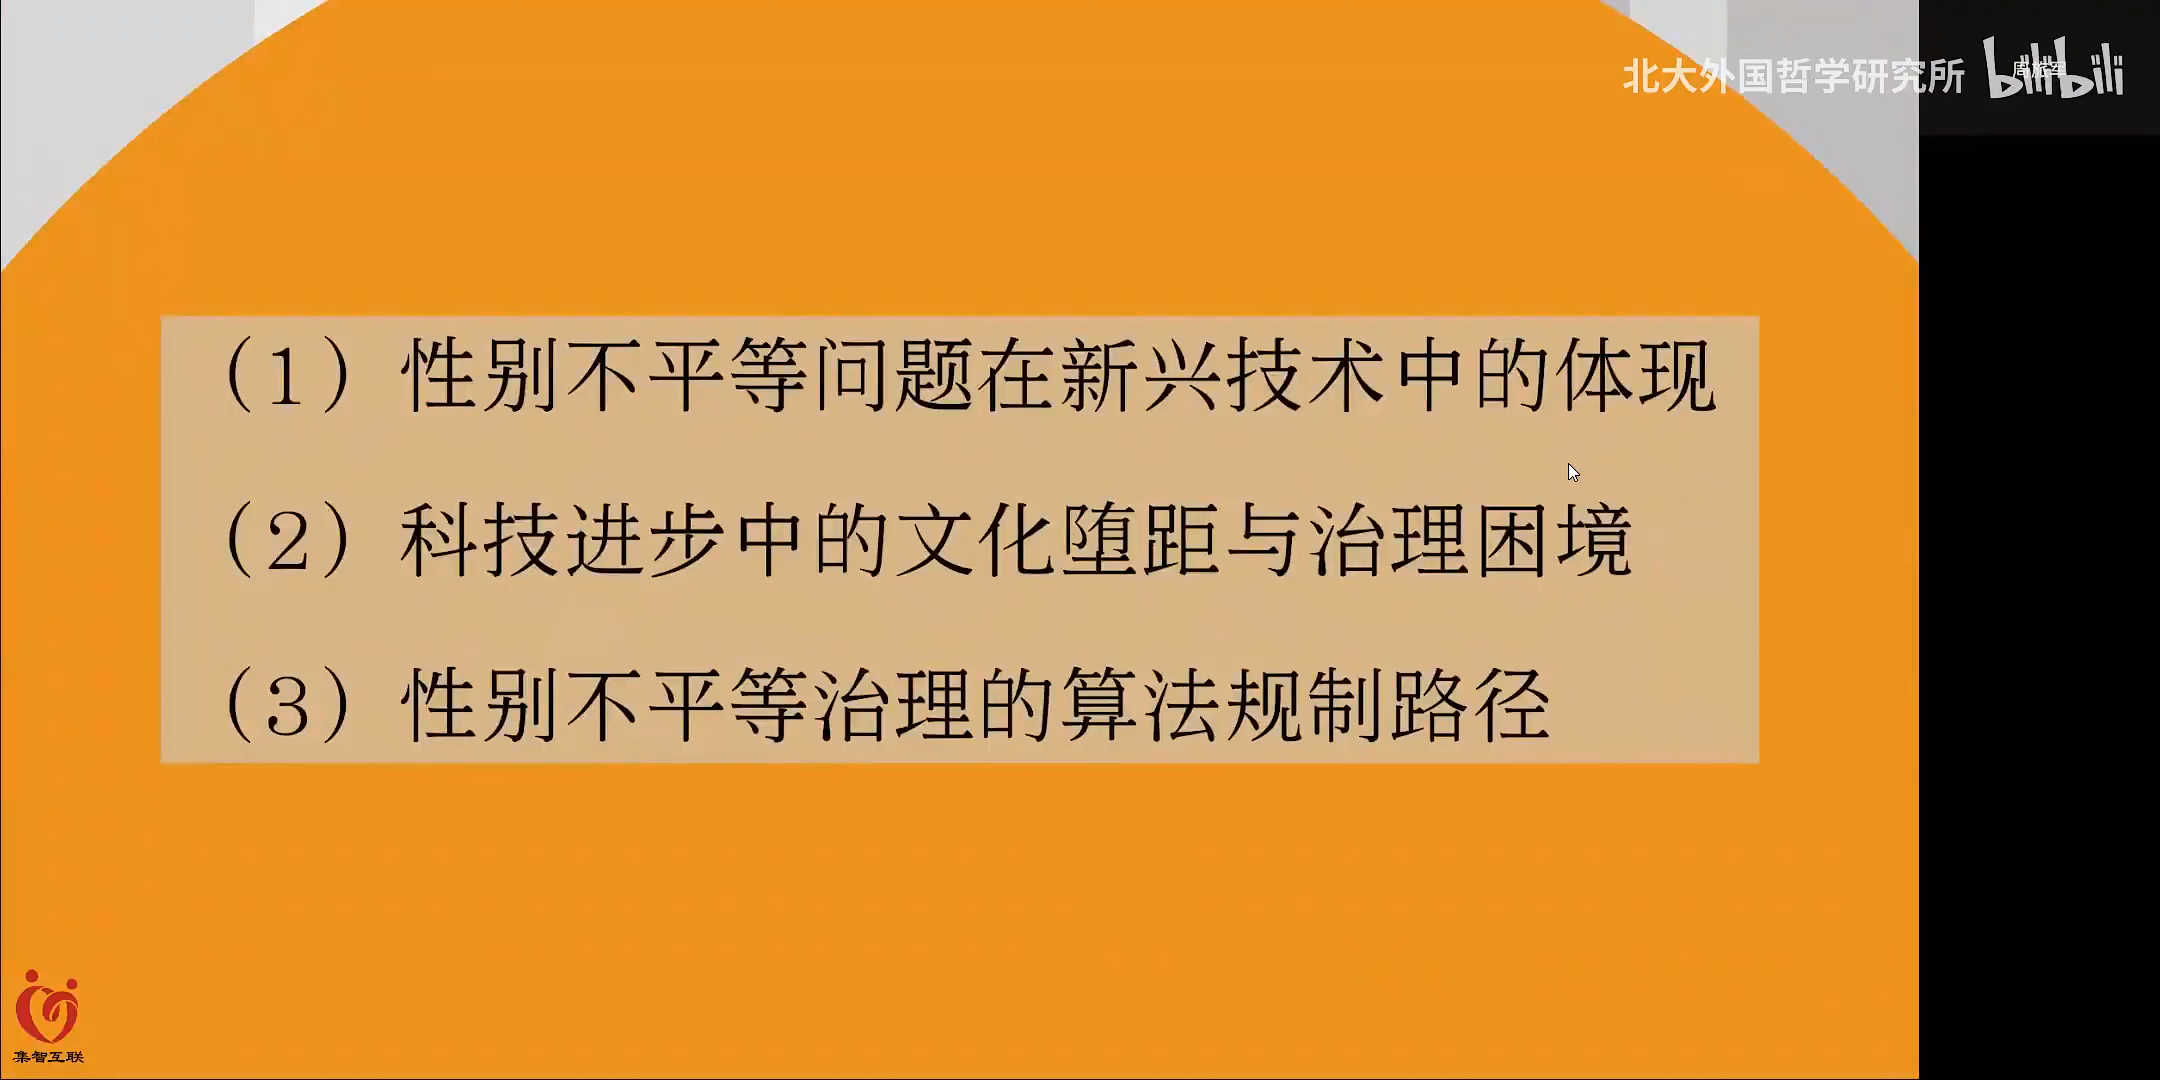 北大外国哲学研究所 bilibili
周旅军
（1）性别不平等问题在新兴技术中的体现
（2）科技进步中的文化堕距与治理困境
（3）性别不平等治理的算法规制路径
集智互联